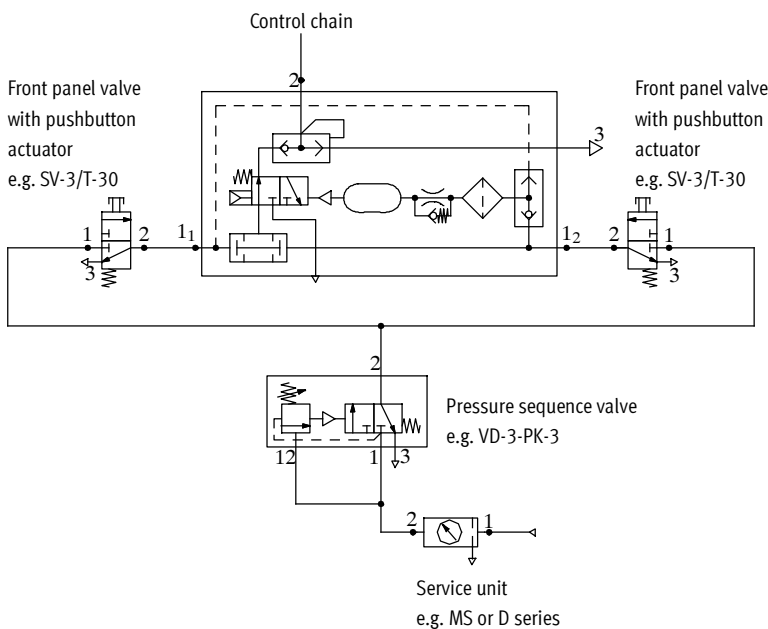 Control chain
2
Front panel valve
with pushbutton
actuator
e.g. SV-3/T-30
Front panel valve
with pushbutton
actuator
e.g. SV-3/T-30
3
1 2 1₁ 1₂ 2 1
3 3
2
Pressure sequence valve
e.g. VD-3-PK-3
12 1 3
2 1
Service unit
e.g. MS or D series